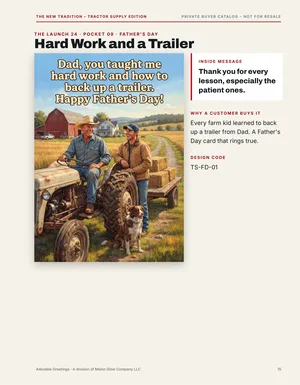 THE NEW TRADITION · TRACTOR SUPPLY EDITION
PRIVATE BUYER CATALOG · NOT FOR RESALE
THE LAUNCH 24 · POCKET 09 · FATHER'S DAY
Hard Work and a Trailer
Dad, you taught me
hard work and how to
back up a trailer.
Happy Father's Day!
INSIDE MESSAGE
Thank you for every
lesson, especially the
patient ones.
WHY A CUSTOMER BUYS IT
Every farm kid learned to back
up a trailer from Dad. A Father's
Day card that rings true.
DESIGN CODE
TS-FD-01
Adorable Greetings · A division of Melon Dose Company LLC
15